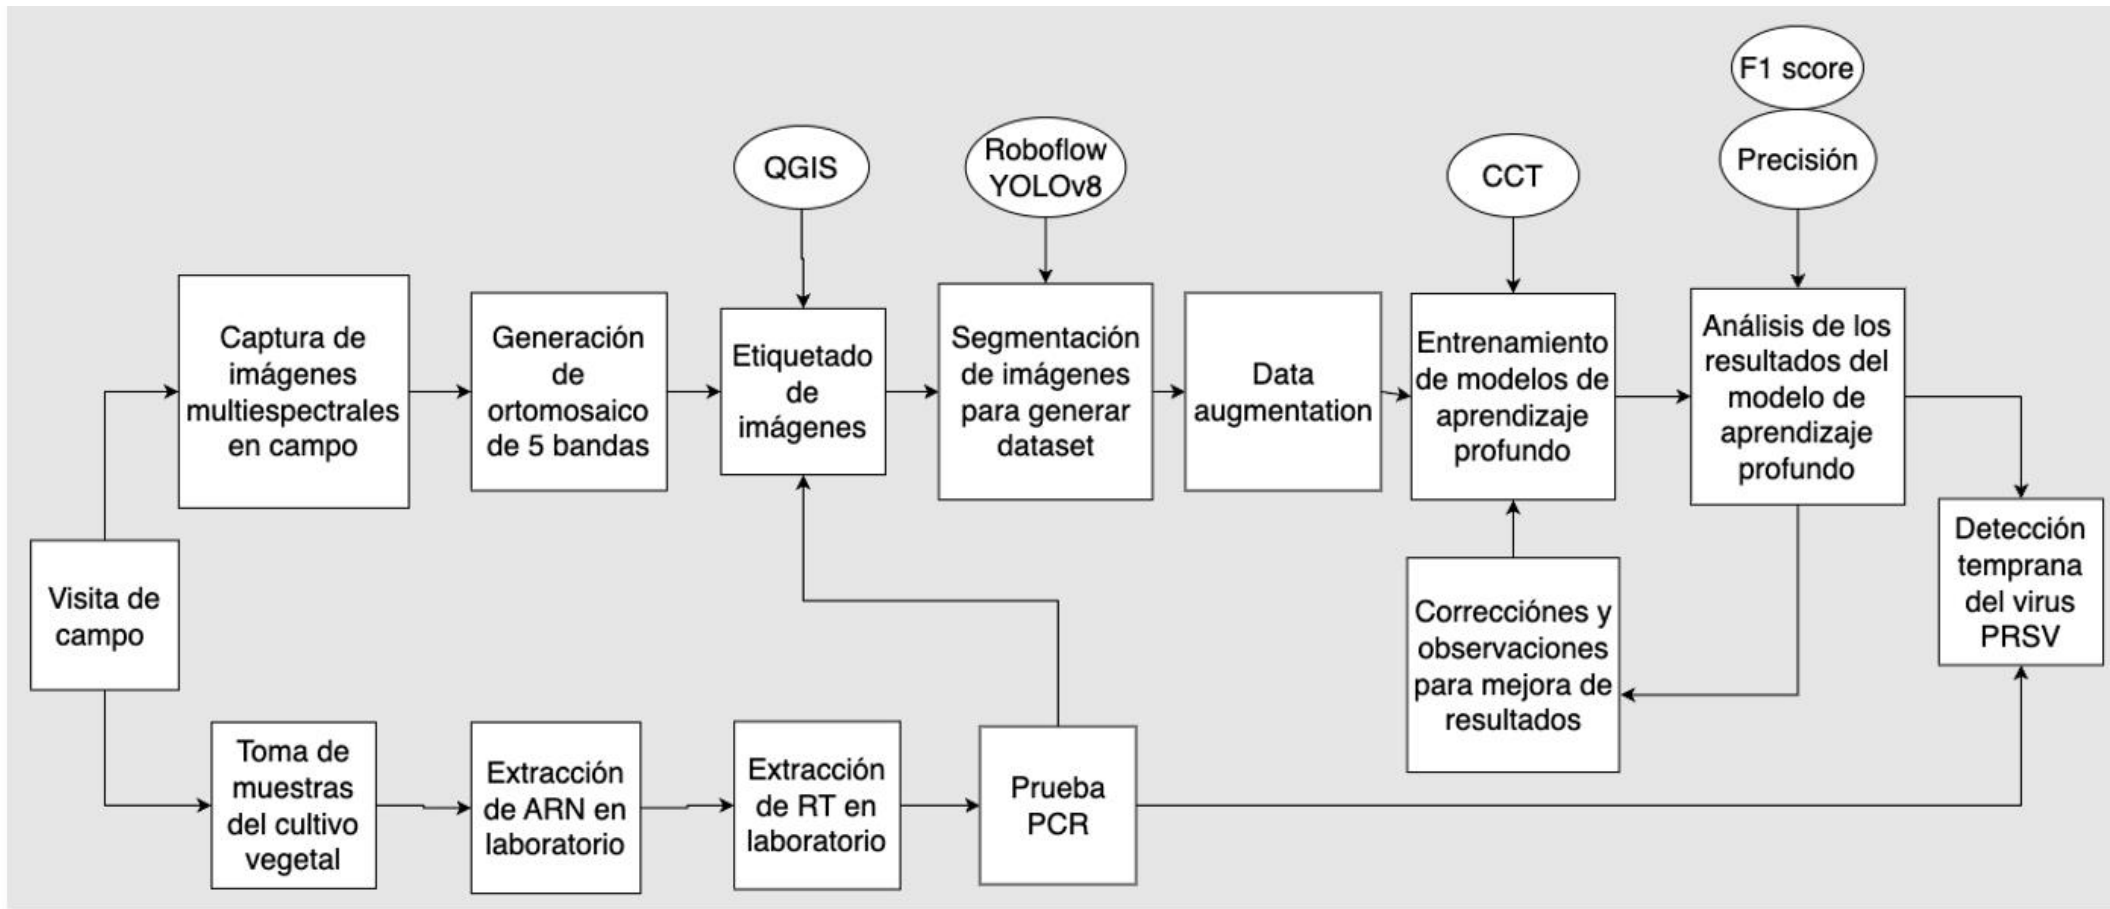 F1 score
Precisión
QGIS
Roboflow
YOLOv8
CCT
Captura de
imágenes
multiespectrales
en campo
Generación
de
ortomosaico
de 5 bandas
Etiquetado
de
imágenes
Segmentación
de imágenes
para generar
dataset
Data
augmentation
Entrenamiento
de modelos de
aprendizaje
profundo
Análisis de los
resultados del
modelo de
aprendizaje
profundo
Visita de
campo
Correcciónes y
observaciones
para mejora de
resultados
Detección
temprana
del virus
PRSV
Toma de
muestras
del cultivo
vegetal
Extracción
de ARN en
laboratorio
Extracción
de RT en
laboratorio
Prueba
PCR